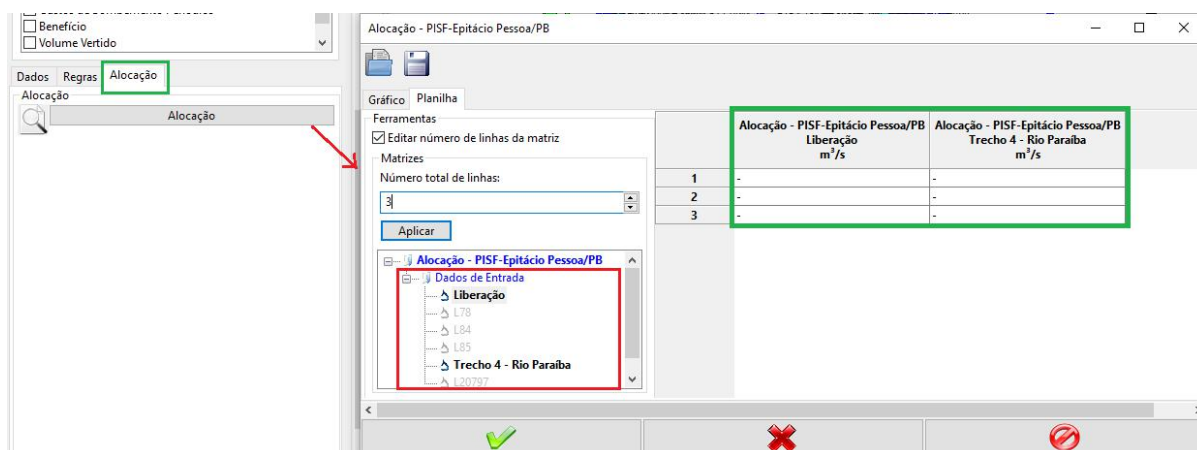 Benefício
Volume Vertido
Dados Regras Alocação
Alocação
Alocação
Alocação - PISF-Epitácio Pessoa/PB
Gráfico Planilha
Ferramentas
Editar número de linhas da matriz
Matrizes
Número total de linhas:
3
Aplicar
Alocação - PISF-Epitácio Pessoa/PB
Dados de Entrada
Liberação
L78
L84
L85
Trecho 4 - Rio Paraíba
L20797
Alocação - PISF-Epitácio Pessoa/PB Alocação - PISF-Epitácio Pessoa/PB
Liberação Trecho 4 - Rio Paraíba
m³/s m³/s
1 - -
2 - -
3 - -